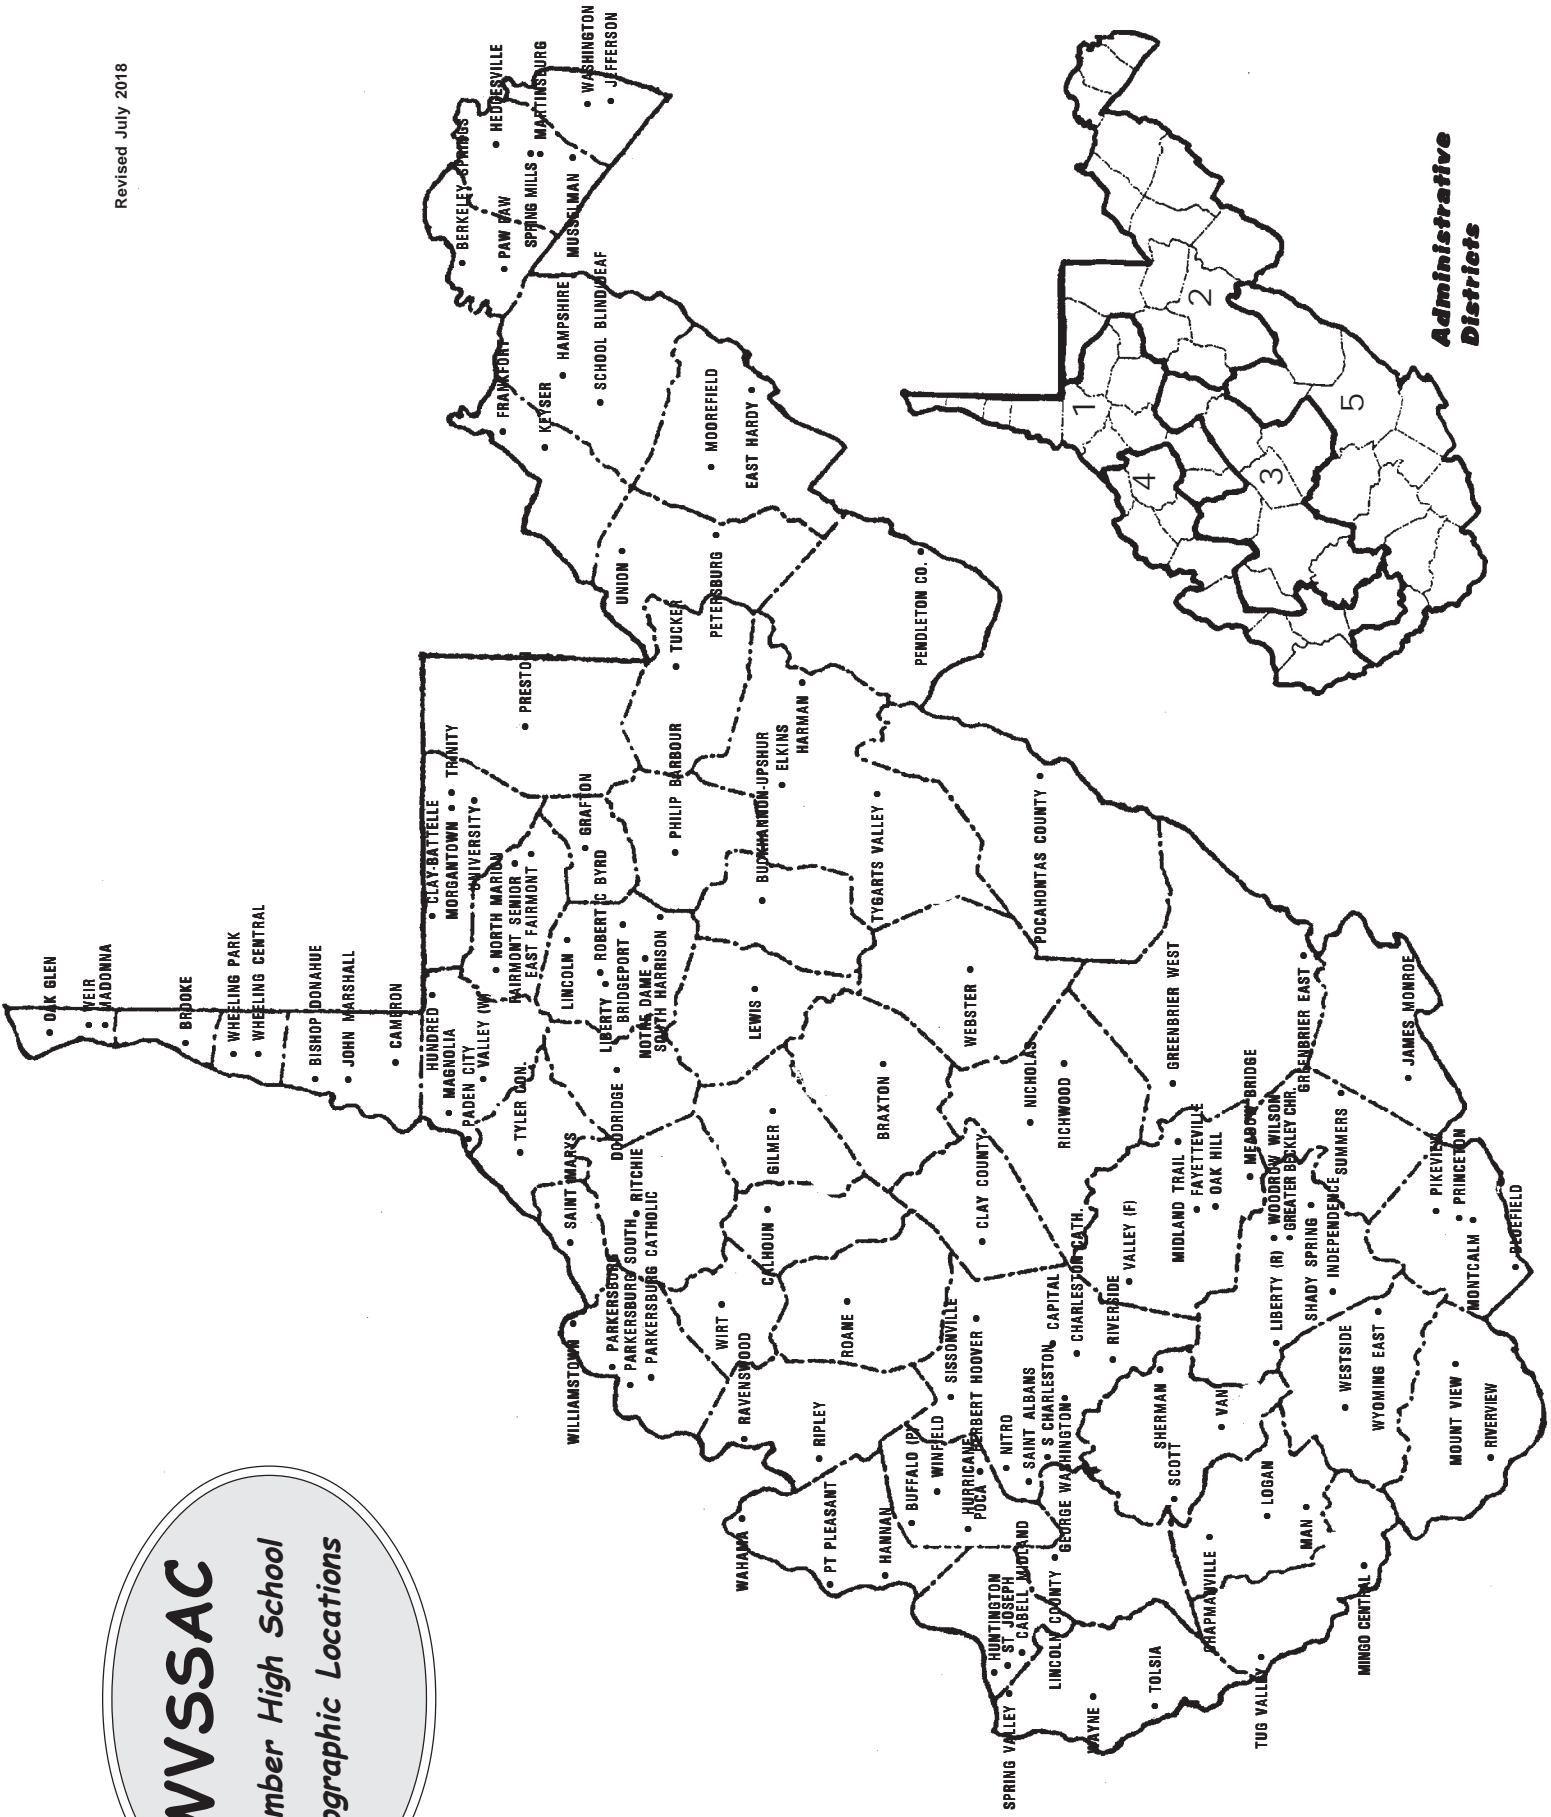 WVSSAC
mber High School
ographic Locations
Revised July 2018
OAK GLEN
WEIR
MADONNA
BROOKE
WHEELING PARK
WHEELING CENTRAL
BISHOP DONAHUE
JOHN MARSHALL
CAMERON
HUNDRED
MAGNOLIA
PADEN CITY
VALLEY (W)
TYLER CON.
CLAY-BATTELLE
MORGANTOWN
TRINITY
UNIVERSITY
PRESTON
NORTH MARION
FAIRMONT SENIOR
EAST FAIRMONT
GRAFTON
LINCOLN
ROBERT C BYRD
LIBERTY
BRIDGEPORT
NOTRE DAME
SOUTH HARRISON
DODDRIDGE
SAINT MARYS
RITCHIE
WILLIAMSTOWN
PARKERSBURG
PARKERSBURG SOUTH
PARKERSBURG CATHOLIC
WIRT
RAVENSWOOD
RIPLEY
ROANE
CALHOUN
GILMER
LEWIS
BRAXTON
PHILIP BARBOUR
BUCKHANNON-UPSHUR
ELKINS
HARMAN
TYGARTS VALLEY
TUCKER
UNION
PETERSBURG
PENDLETON CO.
MOOREFIELD
EAST HARDY
FRANKFORT
KEYSER
HAMPSHIRE
SCHOOL BLIND/DEAF
BERKELEY SPRINGS
PAW PAW
HEDGESVILLE
SPRING MILLS
MARTINSBURG
MUSSELMAN
WASHINGTON
JEFFERSON
POCAHONTAS COUNTY
WEBSTER
NICHOLAS
RICHWOOD
CLAY COUNTY
GREENBRIER WEST
GREENBRIER EAST
JAMES MONROE
SUMMERS
MEADOW BRIDGE
MIDLAND TRAIL
FAYETTEVILLE
OAK HILL
VALLEY (F)
WOODROW WILSON
GREATER BECKLEY CHR.
LIBERTY (R)
SHADY SPRING
INDEPENDENCE
PIKEVIEW
PRINCETON
MONTCALM
BLUEFIELD
WESTSIDE
WYOMING EAST
MOUNT VIEW
RIVERVIEW
SISSONVILLE
HERBERT HOOVER
CAPITAL
CHARLESTON CATH.
RIVERSIDE
NITRO
SAINT ALBANS
S CHARLESTON
GEORGE WASHINGTON
BUFFALO (P)
WINFIELD
HURRICANE
POCA
WAHAMA
PT PLEASANT
HANNAN
HUNTINGTON
ST JOSEPH
CABELL MIDLAND
LINCOLN COUNTY
SPRING VALLEY
WAYNE
TOLSIA
SHERMAN
SCOTT
VAN
LOGAN
MAN
CHAPMANVILLE
TUG VALLEY
MINGO CENTRAL
1
2
3
4
5
Administrative
Districts